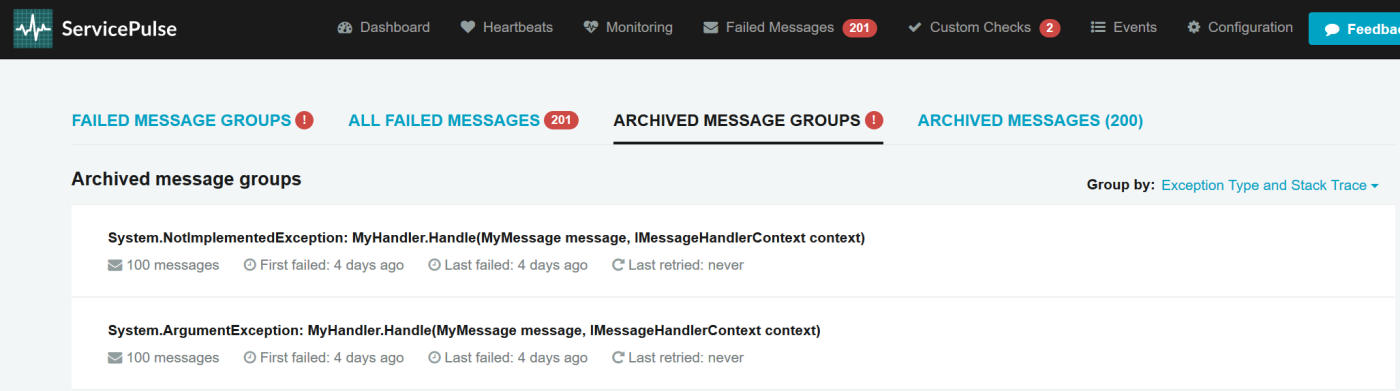 ServicePulse Dashboard Heartbeats Monitoring Failed Messages 201 Custom Checks 2 Events Configuration
FAILED MESSAGE GROUPS ! ALL FAILED MESSAGES 201 ARCHIVED MESSAGE GROUPS ! ARCHIVED MESSAGES (200)
Archived message groups
Group by: Exception Type and Stack Trace
System.NotImplementedException: MyHandler.Handle(MyMessage message, IMessageHandlerContext context)
100 messages First failed: 4 days ago Last failed: 4 days ago Last retried: never
System.ArgumentException: MyHandler.Handle(MyMessage message, IMessageHandlerContext context)
100 messages First failed: 4 days ago Last failed: 4 days ago Last retried: never